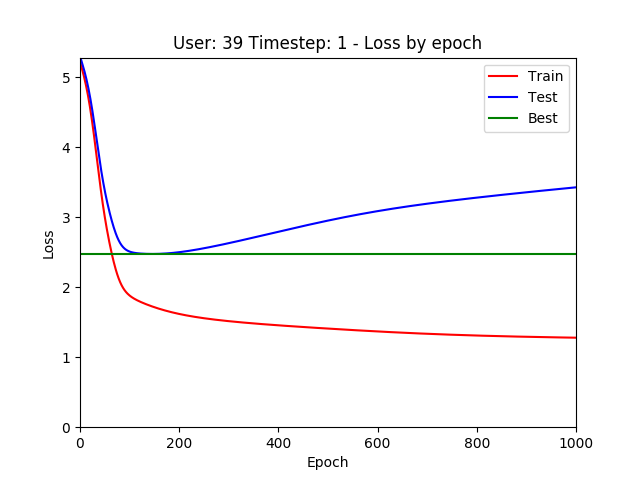 User: 39 Timestep: 1 - Loss by epoch
Train
Test
Best
5
4
3
2
1
0
Loss
0 200 400 600 800 1000
Epoch